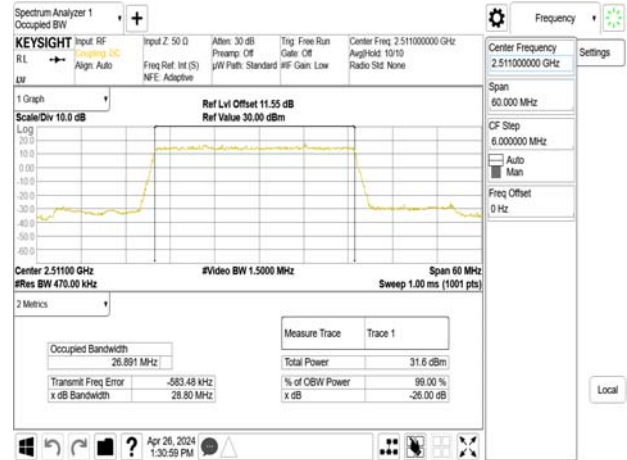 Spectrum Analyzer 1
Occupied BW
Frequency
KEYSIGHT
Input: RF
Coupling: DC
Align: Auto
Input Z: 50 Ω
Freq Ref: Int (S)
NFE: Adaptive
Atten: 30 dB
Preamp: Off
µW Path: Standard
Trig: Free Run
Gate: Off
#IF Gain: Low
Center Freq: 2.511000000 GHz
Avg|Hold: 10/10
Radio Std: None
RL
Center Frequency
2.511000000 GHz
Settings
Span
60.000 MHz
CF Step
6.000000 MHz
Auto
Man
Freq Offset
0 Hz
Local
1 Graph
Scale/Div 10.0 dB
Ref Lvl Offset 11.55 dB
Ref Value 30.00 dBm
Log
20.0
10.0
0.00
-10.0
-20.0
-30.0
-40.0
-50.0
-60.0
Center 2.51100 GHz
#Video BW 1.5000 MHz
Span 60 MHz
#Res BW 470.00 kHz
Sweep 1.00 ms (1001 pts)
2 Metrics
Measure Trace
Trace 1
Occupied Bandwidth
26.891 MHz
Total Power
31.6 dBm
Transmit Freq Error
-583.48 kHz
% of OBW Power
99.00 %
x dB Bandwidth
28.80 MHz
x dB
-26.00 dB
Apr 26, 2024
1:30:59 PM